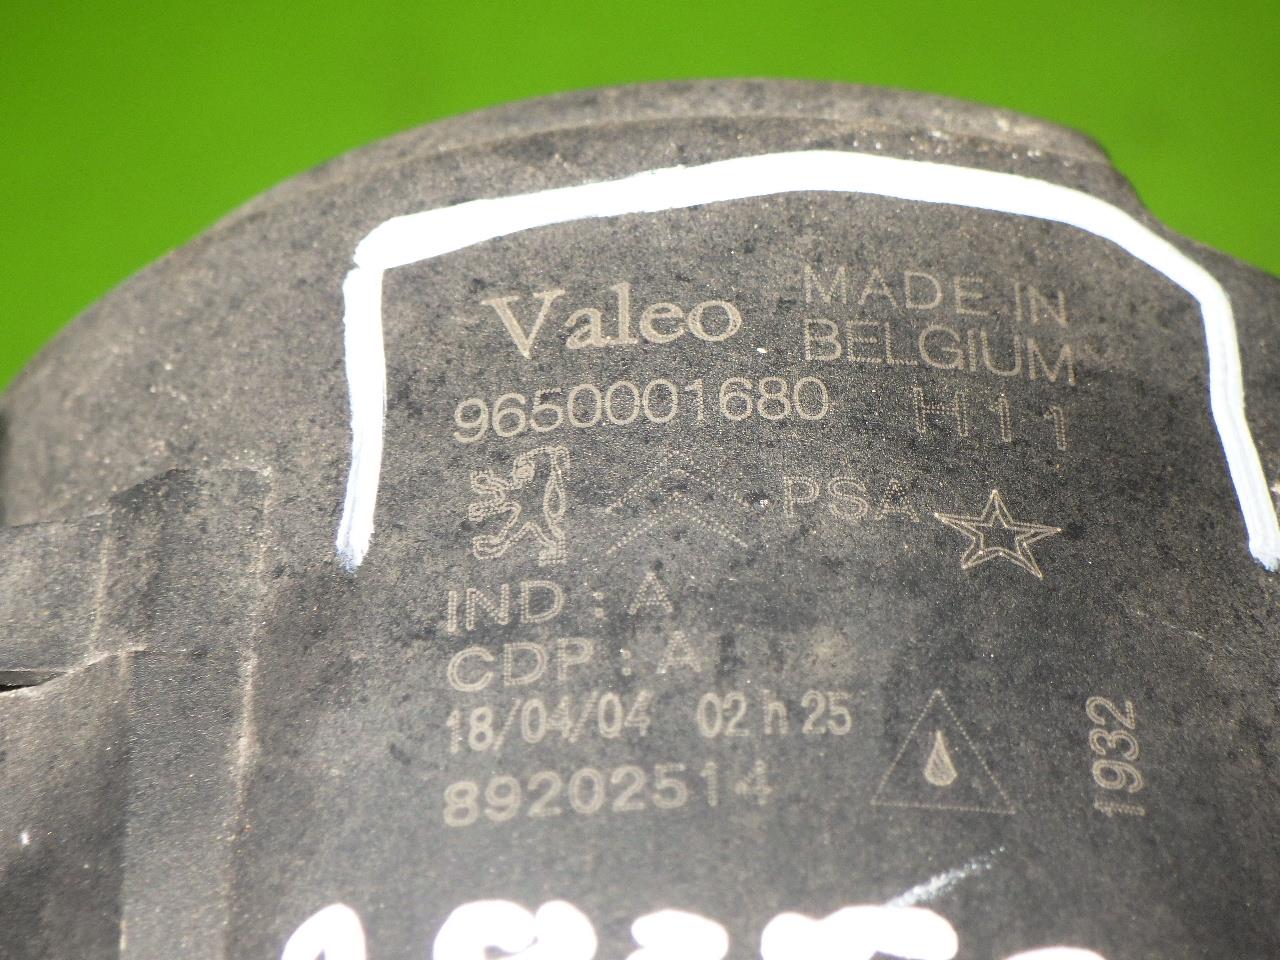 Valeo MADE IN
BELGIUM
9650001680 H11
PSA
IND : A
CDP : A
18/04/04 02 h 25
89202514
1932